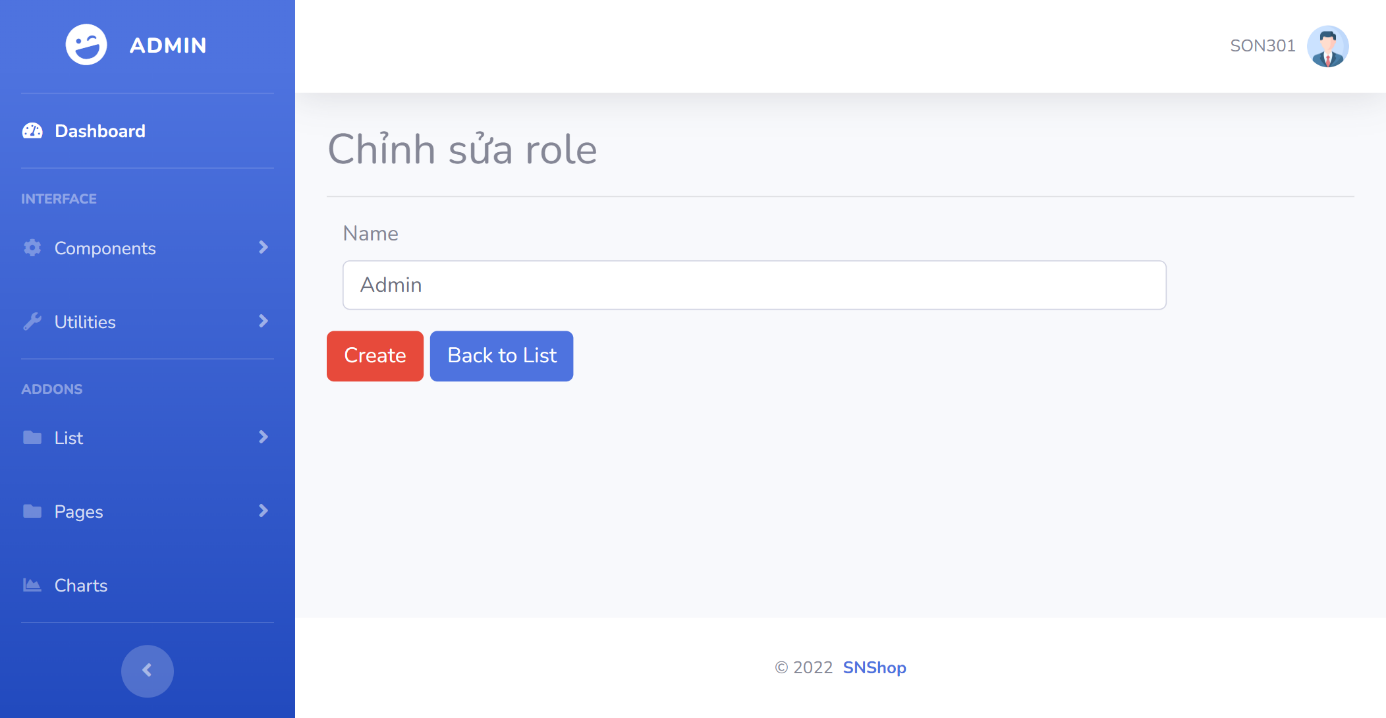 ADMIN
SON301
Dashboard
INTERFACE
Components
Utilities
ADDONS
List
Pages
Charts
Chỉnh sửa role
Name
Admin
Create
Back to List
© 2022 SNShop